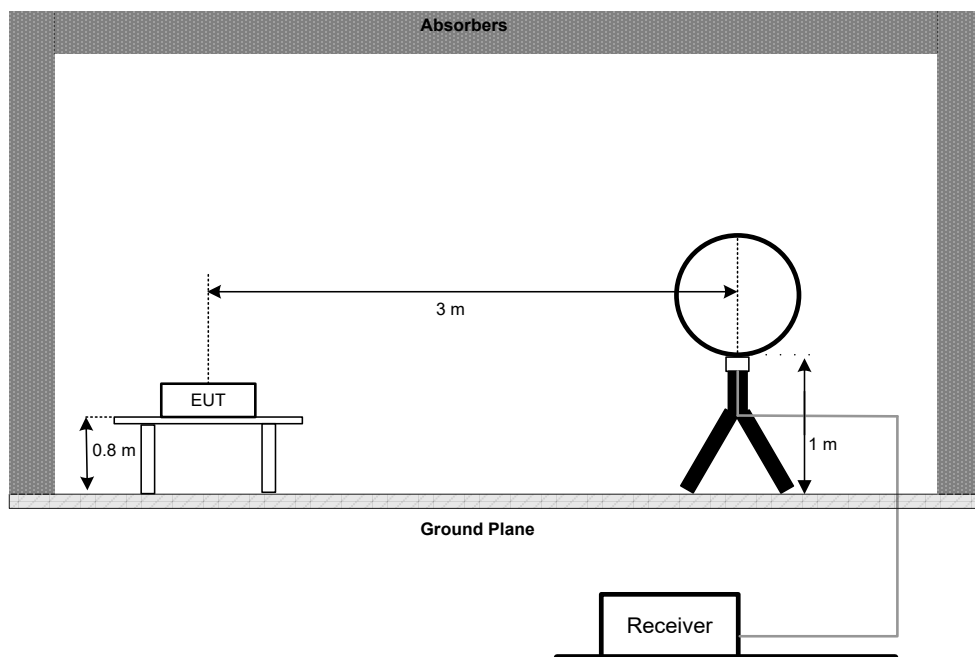 Absorbers
3 m
EUT
0.8 m
1 m
Ground Plane
Receiver